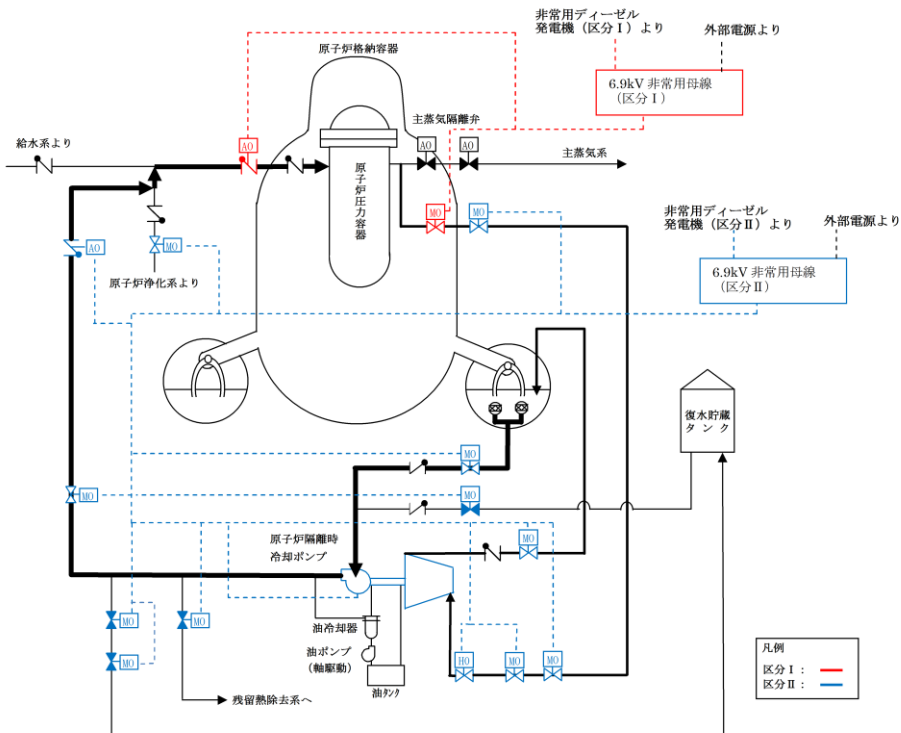 非常用ディーゼル
発電機（区分Ⅰ）より
外部電源より
原子炉格納容器
6.9kV 非常用母線
（区分Ⅰ）
給水系より
主蒸気隔離弁
AO
AO
AO
主蒸気系
原子炉圧力容器
MO
MO
非常用ディーゼル
発電機（区分Ⅱ）より
外部電源より
AO
MO
6.9kV 非常用母線
（区分Ⅱ）
原子炉浄化系より
復水貯蔵
タンク
MO
MO
MO
原子炉隔離時
冷却ポンプ
MO
MO
MO
油冷却器
油ポンプ
（軸駆動）
MO
HO
MO
MO
油タンク
残留熱除去系へ
凡例
区分Ⅰ：
区分Ⅱ：